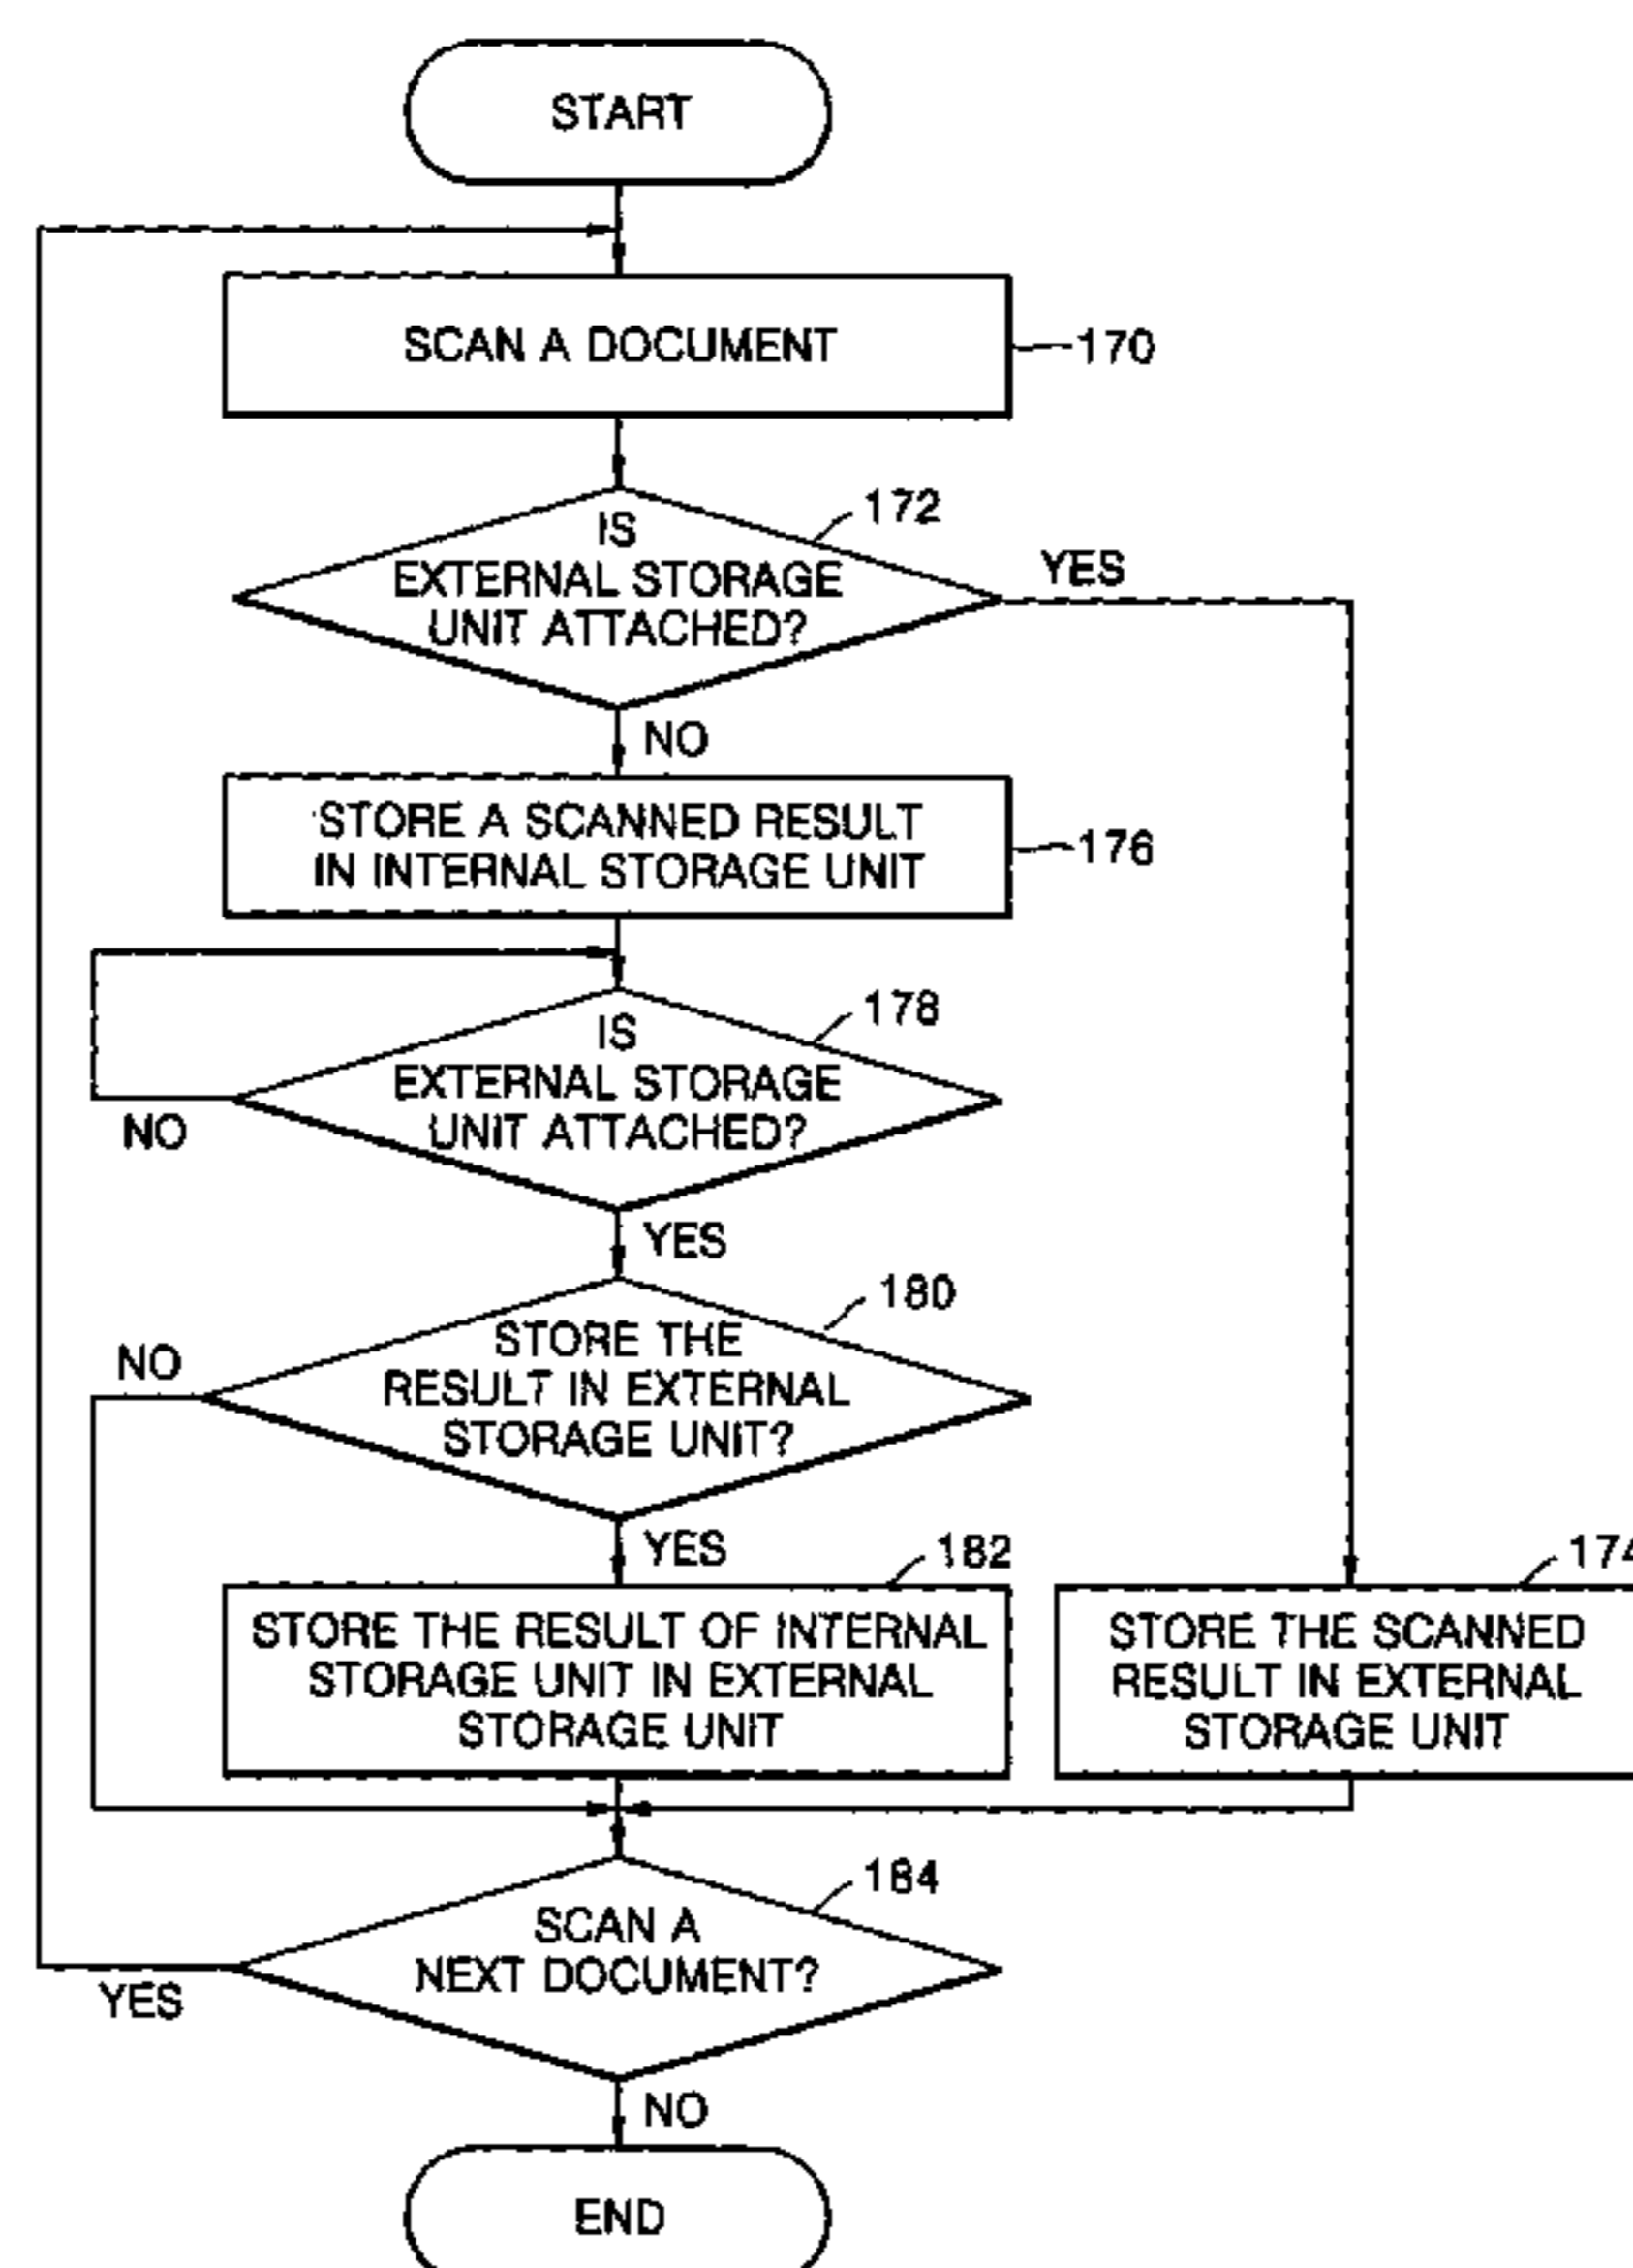 START
SCAN A DOCUMENT
170
IS
EXTERNAL STORAGE
UNIT ATTACHED?
172
YES
NO
STORE A SCANNED RESULT
IN INTERNAL STORAGE UNIT
176
IS
EXTERNAL STORAGE
UNIT ATTACHED?
178
NO
YES
STORE THE
RESULT IN EXTERNAL
STORAGE UNIT?
180
NO
YES
182
STORE THE RESULT OF INTERNAL
STORAGE UNIT IN EXTERNAL
STORAGE UNIT
174
STORE THE SCANNED
RESULT IN EXTERNAL
STORAGE UNIT
184
SCAN A
NEXT DOCUMENT?
YES
NO
END